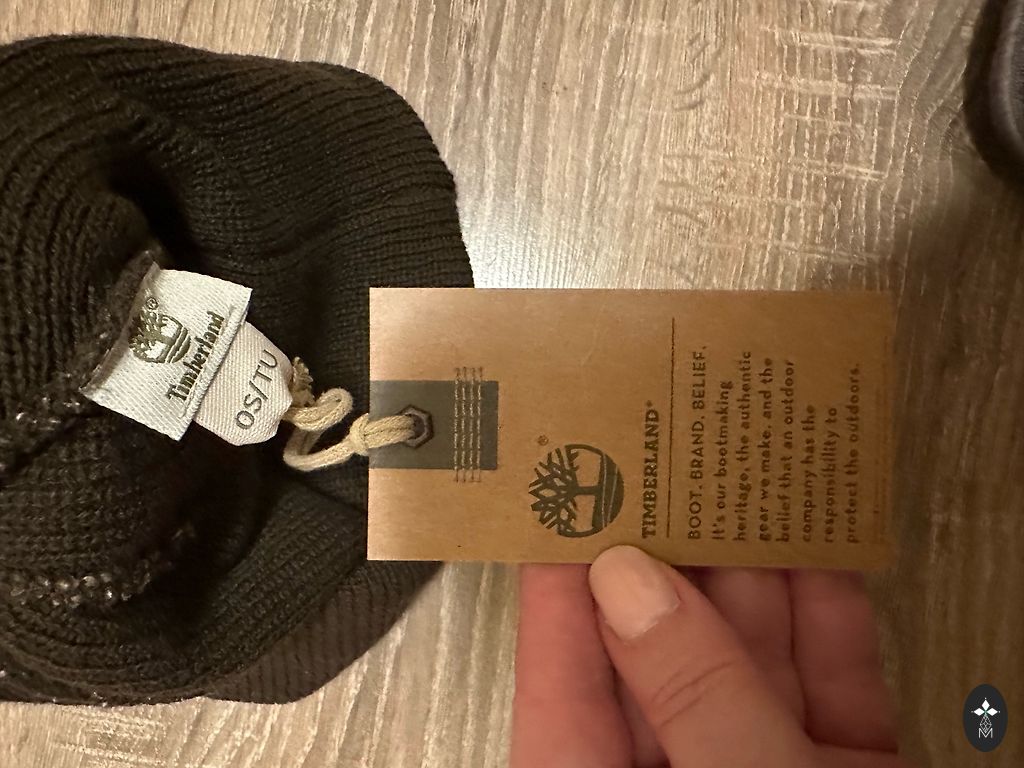 Timberland
®
OS/TU
®
TIMBERLAND®
BOOT. BRAND. BELIEF.
It's our bootmaking
heritage, the authentic
gear we make, and the
belief that an outdoor
company has the
responsibility to
protect the outdoors.
M